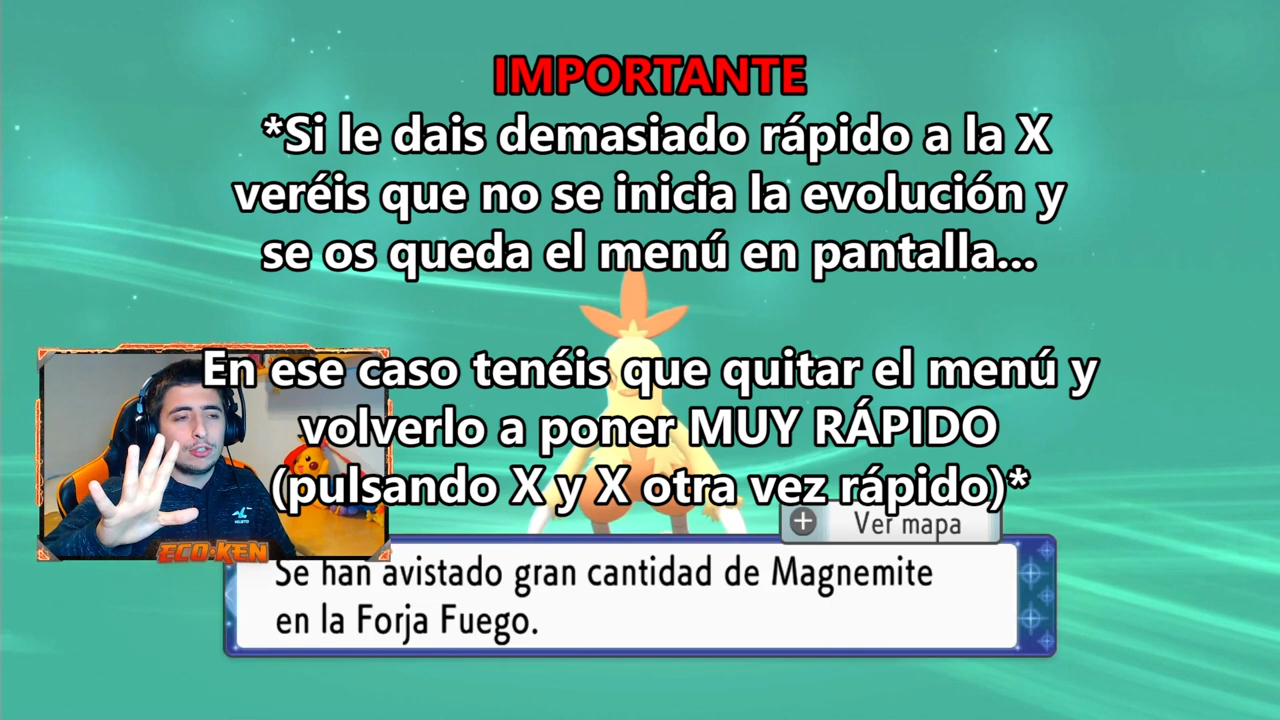 IMPORTANTE
*Si le dais demasiado rápido a la X
veréis que no se inicia la evolución y
se os queda el menú en pantalla...
En ese caso tenéis que quitar el menú y
volverlo a poner MUY RÁPIDO
(pulsando X y X otra vez rápido)*
Ver mapa
ECO-KEN
Se han avistado gran cantidad de Magnemite
en la Forja Fuego.